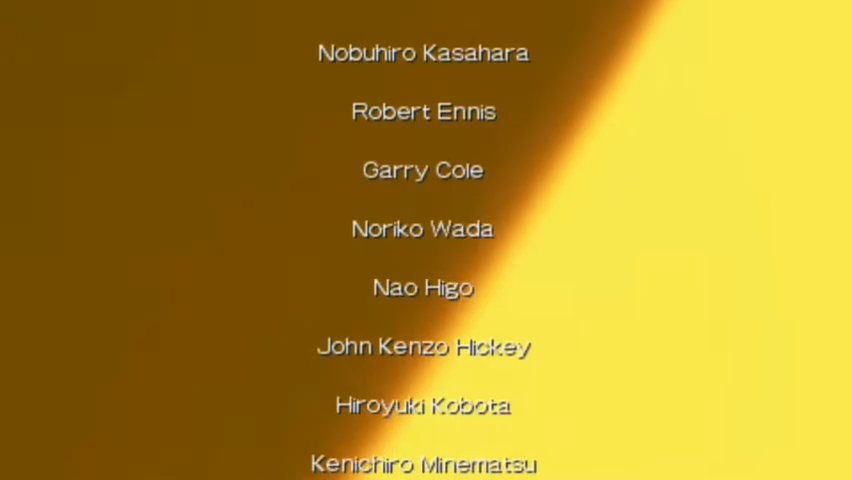 Nobuhiro Kasahara
Robert Ennis
Garry Cole
Noriko Wada
Nao Higo
John Kenzo Hickey
Hiroyuki Kobota
Kenichiro Minematsu